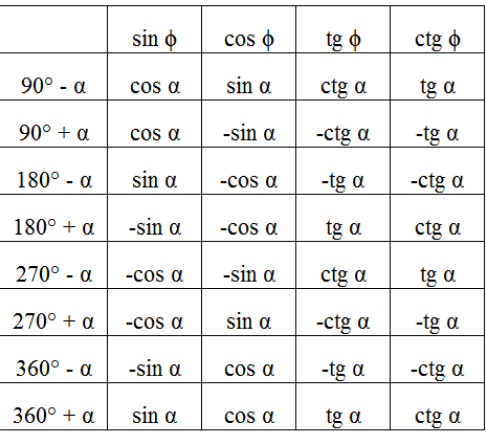 sin ϕ cos ϕ tg ϕ ctg ϕ
90° - α cos α sin α ctg α tg α
90° + α cos α -sin α -ctg α -tg α
180° - α sin α -cos α -tg α -ctg α
180° + α -sin α -cos α tg α ctg α
270° - α -cos α -sin α ctg α tg α
270° + α -cos α sin α -ctg α -tg α
360° - α -sin α cos α -tg α -ctg α
360° + α sin α cos α tg α ctg α